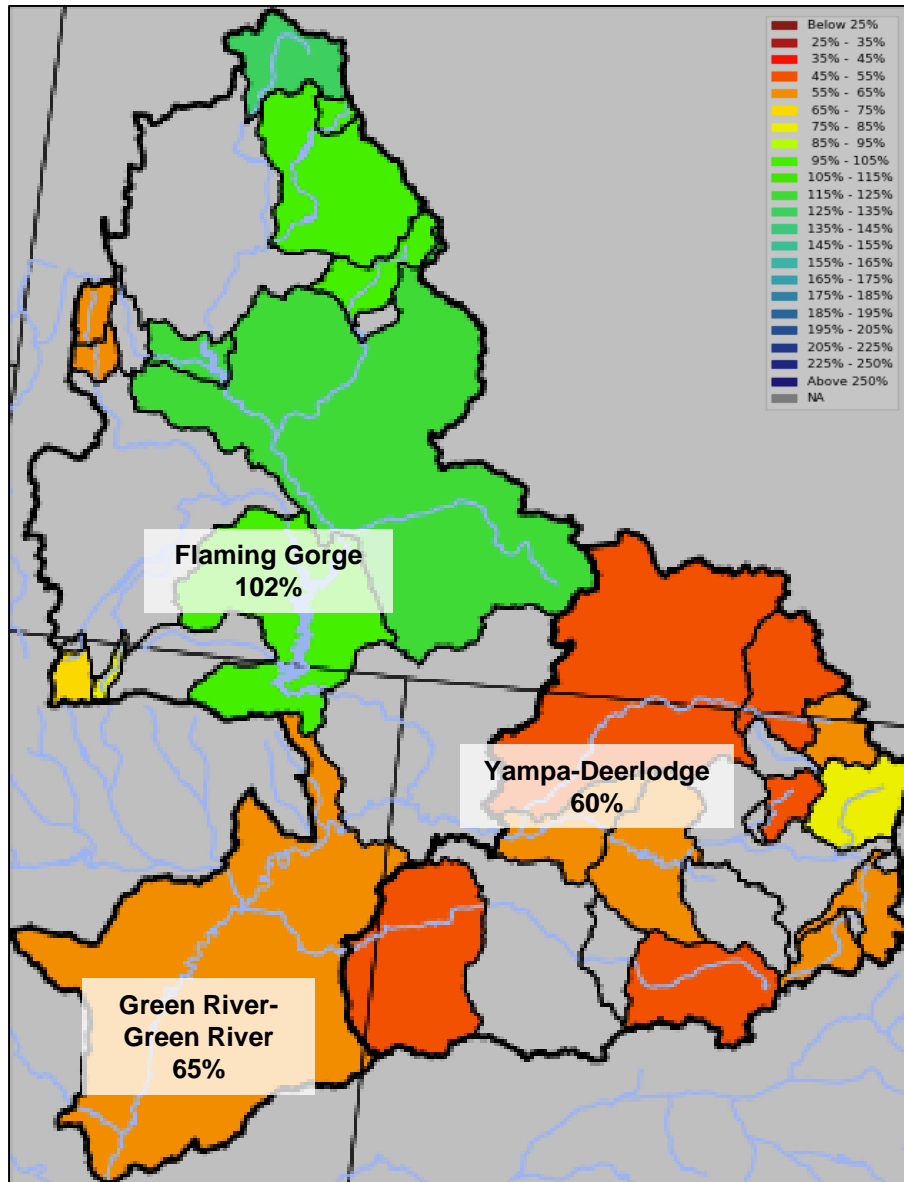 Below 25%
25% - 35%
35% - 45%
45% - 55%
55% - 65%
65% - 75%
75% - 85%
85% - 95%
95% - 105%
105% - 115%
115% - 125%
125% - 135%
135% - 145%
145% - 155%
155% - 165%
165% - 175%
175% - 185%
185% - 195%
195% - 205%
205% - 225%
225% - 250%
Above 250%
NA
Flaming Gorge
102%
Yampa-Deerlodge
60%
Green River-
Green River
65%